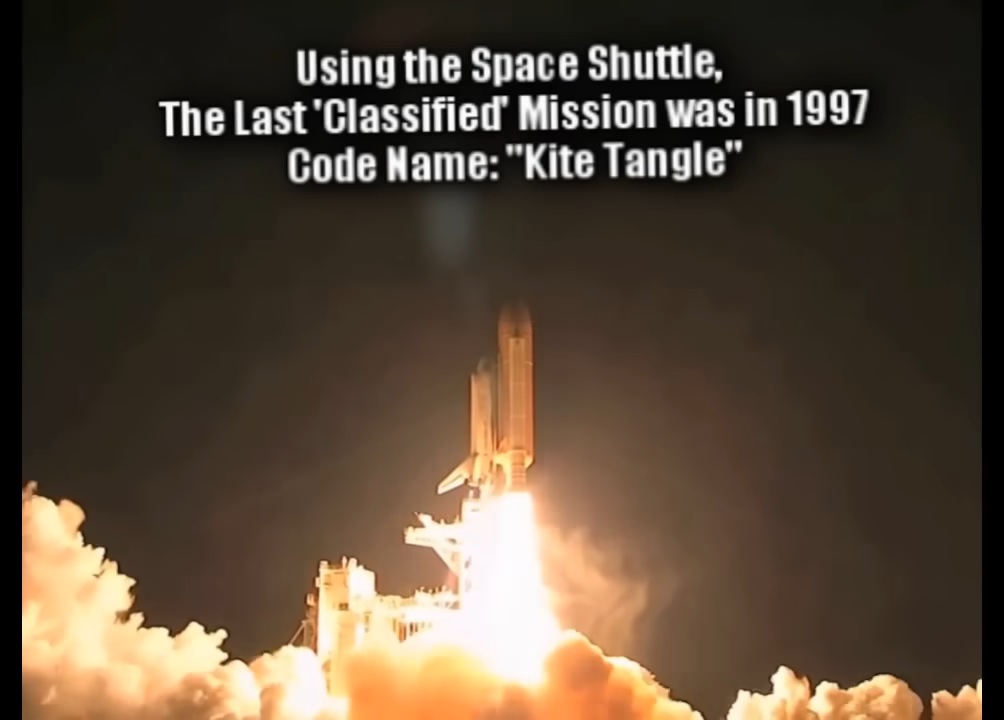 Using the Space Shuttle,
The Last 'Classified' Mission was in 1997
Code Name: "Kite Tangle"